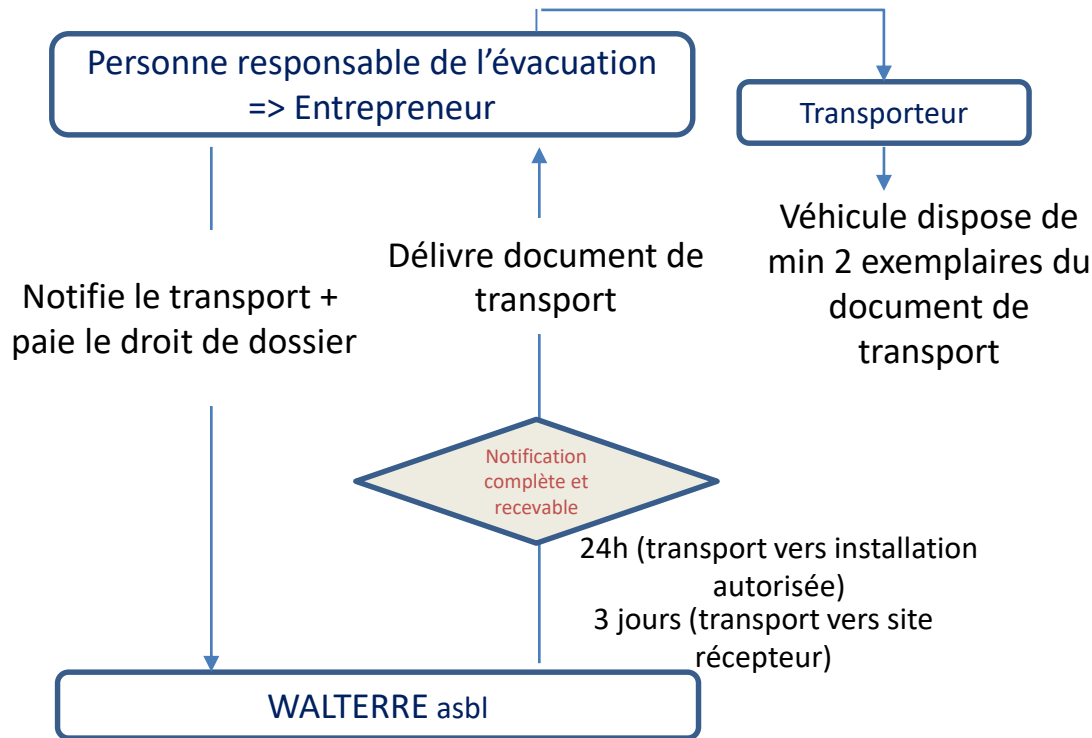 Personne responsable de l’évacuation
=> Entrepreneur
Transporteur
Notifie le transport +
paie le droit de dossier
Délivre document de
transport
Véhicule dispose de
min 2 exemplaires du
document de
transport
Notification
complète et
recevable
24h (transport vers installation
autorisée)
3 jours (transport vers site
récepteur)
WALTERRE asbl